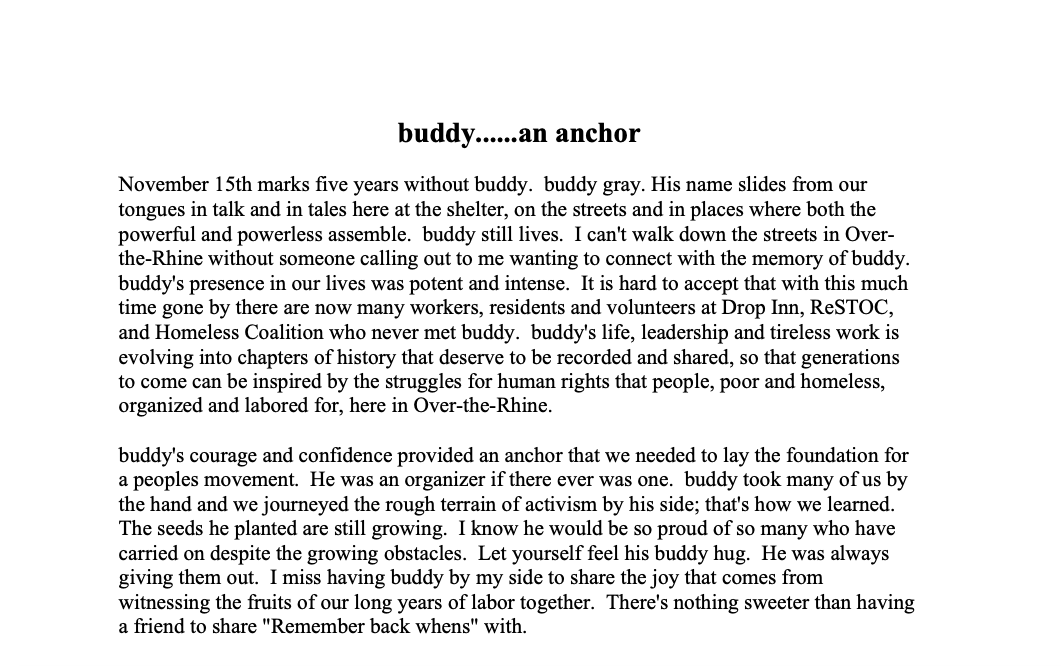 buddy......an anchor
November 15th marks five years without buddy.  buddy gray. His name slides from our
tongues in talk and in tales here at the shelter, on the streets and in places where both the
powerful and powerless assemble.  buddy still lives.  I can't walk down the streets in Over-
the-Rhine without someone calling out to me wanting to connect with the memory of buddy.
buddy's presence in our lives was potent and intense.  It is hard to accept that with this much
time gone by there are now many workers, residents and volunteers at Drop Inn, ReSTOC,
and Homeless Coalition who never met buddy.  buddy's life, leadership and tireless work is
evolving into chapters of history that deserve to be recorded and shared, so that generations
to come can be inspired by the struggles for human rights that people, poor and homeless,
organized and labored for, here in Over-the-Rhine.
buddy's courage and confidence provided an anchor that we needed to lay the foundation for
a peoples movement.  He was an organizer if there ever was one.  buddy took many of us by
the hand and we journeyed the rough terrain of activism by his side; that's how we learned.
The seeds he planted are still growing.  I know he would be so proud of so many who have
carried on despite the growing obstacles.  Let yourself feel his buddy hug.  He was always
giving them out.  I miss having buddy by my side to share the joy that comes from
witnessing the fruits of our long years of labor together.  There's nothing sweeter than having
a friend to share "Remember back whens" with.